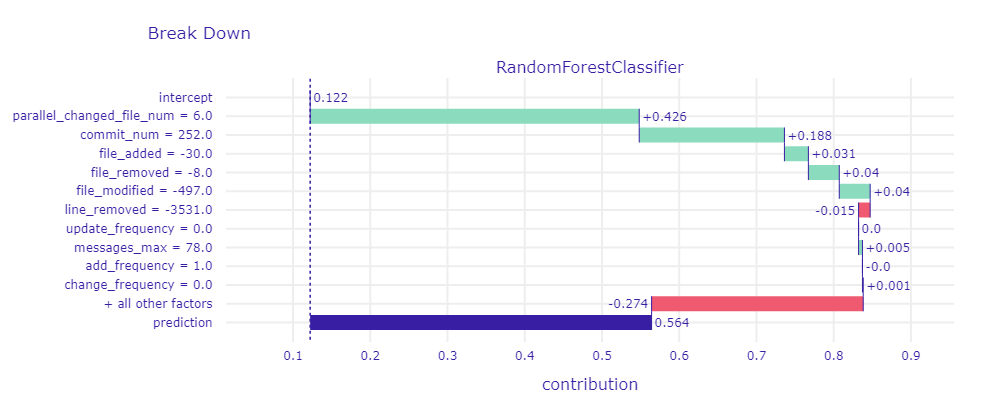 Break Down
RandomForestClassifier
intercept 0.122
parallel_changed_file_num = 6.0 +0.426
commit_num = 252.0 +0.188
file_added = -30.0 +0.031
file_removed = -8.0 +0.04
file_modified = -497.0 +0.04
line_removed = -3531.0 -0.015
update_frequency = 0.0 0.0
messages_max = 78.0 +0.005
add_frequency = 1.0 -0.0
change_frequency = 0.0 +0.001
+ all other factors -0.274
prediction 0.564
0.1 0.2 0.3 0.4 0.5 0.6 0.7 0.8 0.9
contribution